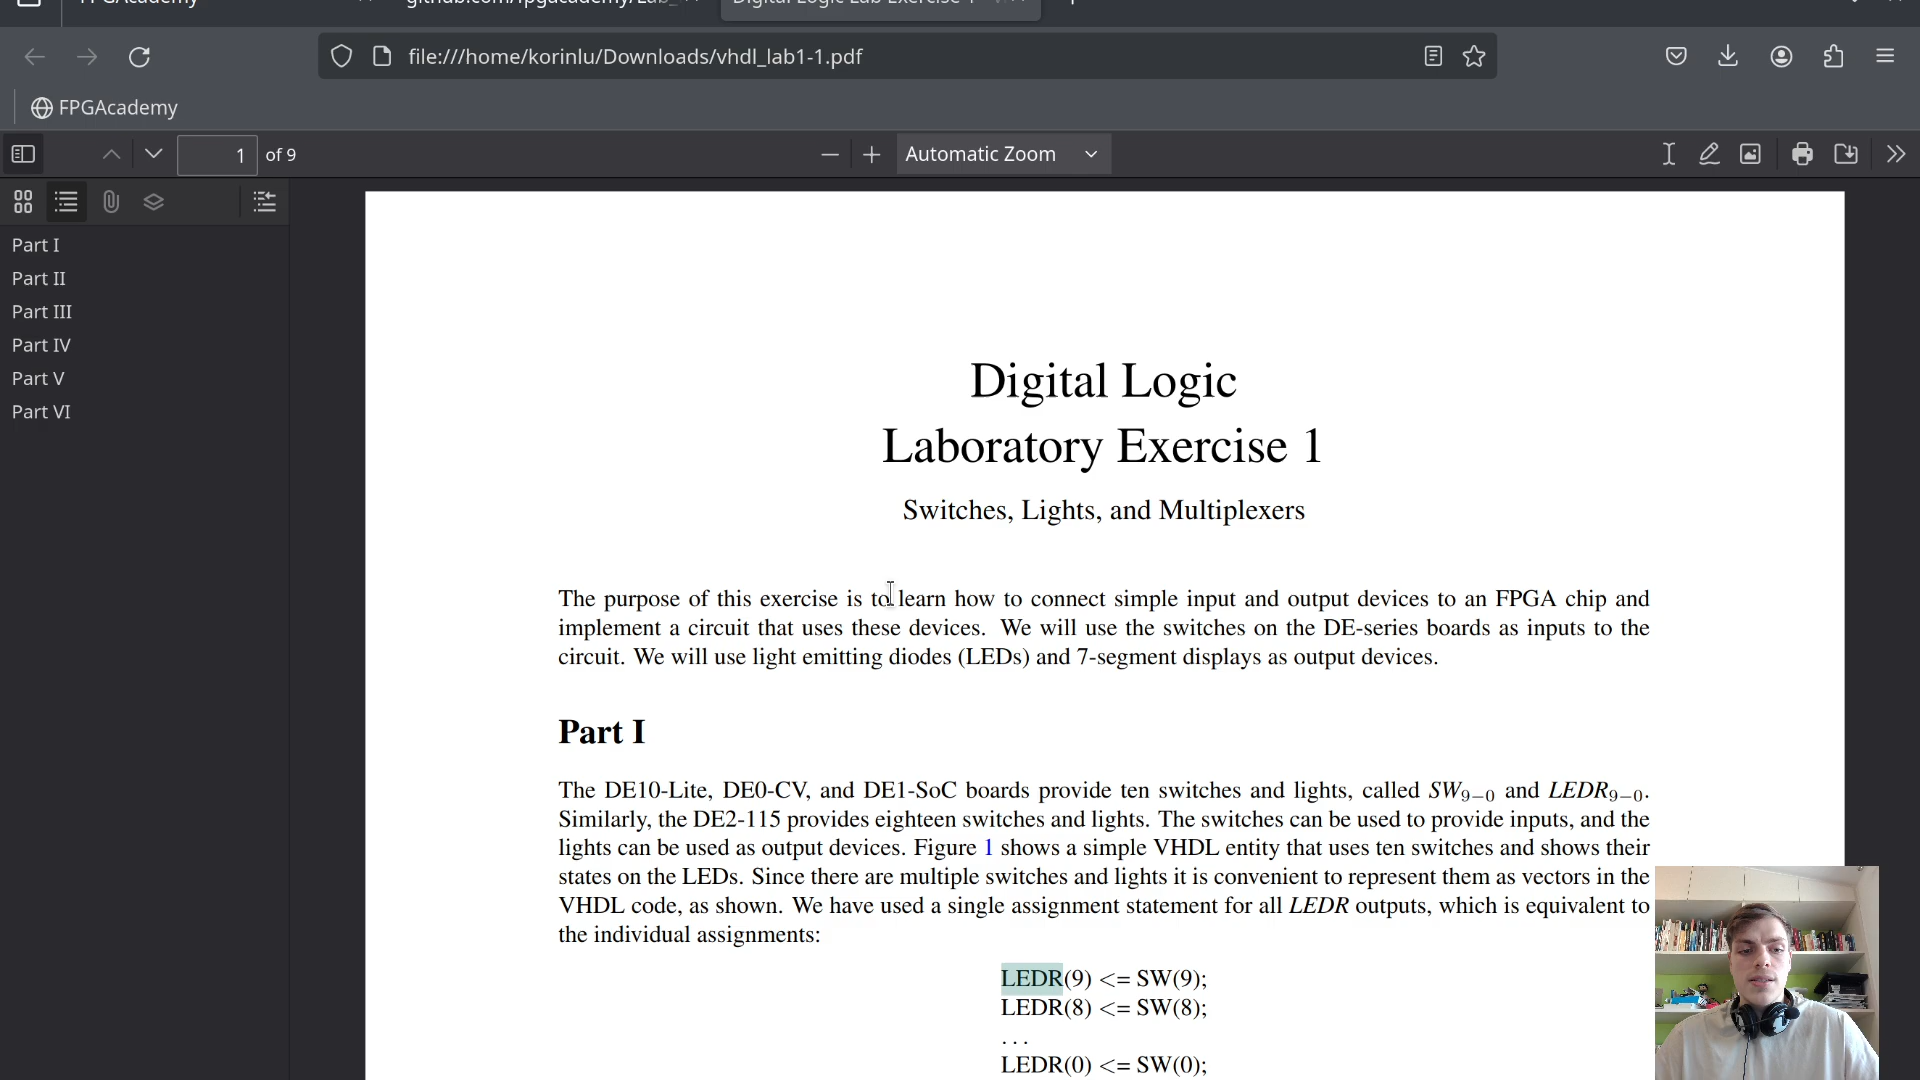 FPGAcademy
github.com/fpgacademy/Lab_
Digital Logic Lab Exercise 1
file:///home/korinlu/Downloads/vhdl_lab1-1.pdf
FPGAcademy
1 of 9
Automatic Zoom
Part I
Part II
Part III
Part IV
Part V
Part VI
Digital Logic
Laboratory Exercise 1
Switches, Lights, and Multiplexers
The purpose of this exercise is to learn how to connect simple input and output devices to an FPGA chip and
implement a circuit that uses these devices. We will use the switches on the DE-series boards as inputs to the
circuit. We will use light emitting diodes (LEDs) and 7-segment displays as output devices.
Part I
The DE10-Lite, DE0-CV, and DE1-SoC boards provide ten switches and lights, called SW9−0 and LEDR9−0.
Similarly, the DE2-115 provides eighteen switches and lights. The switches can be used to provide inputs, and the
lights can be used as output devices. Figure 1 shows a simple VHDL entity that uses ten switches and shows their
states on the LEDs. Since there are multiple switches and lights it is convenient to represent them as vectors in the
VHDL code, as shown. We have used a single assignment statement for all LEDR outputs, which is equivalent to
the individual assignments:
LEDR(9) <= SW(9);
LEDR(8) <= SW(8);
. . .
LEDR(0) <= SW(0);